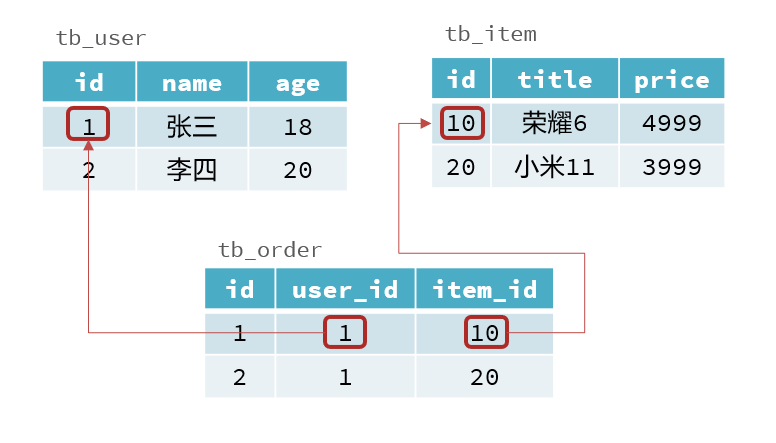 tb_user
id name age
1 张三 18
2 李四 20
tb_item
id title price
10 荣耀6 4999
20 小米11 3999
tb_order
id user_id item_id
1 1 10
2 1 20